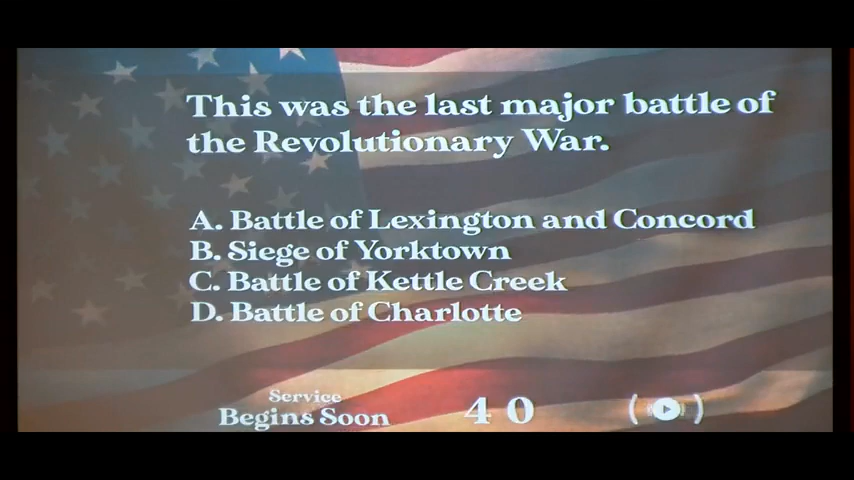 This was the last major battle of
the Revolutionary War.
A. Battle of Lexington and Concord
B. Siege of Yorktown
C. Battle of Kettle Creek
D. Battle of Charlotte
Service
Begins Soon
40